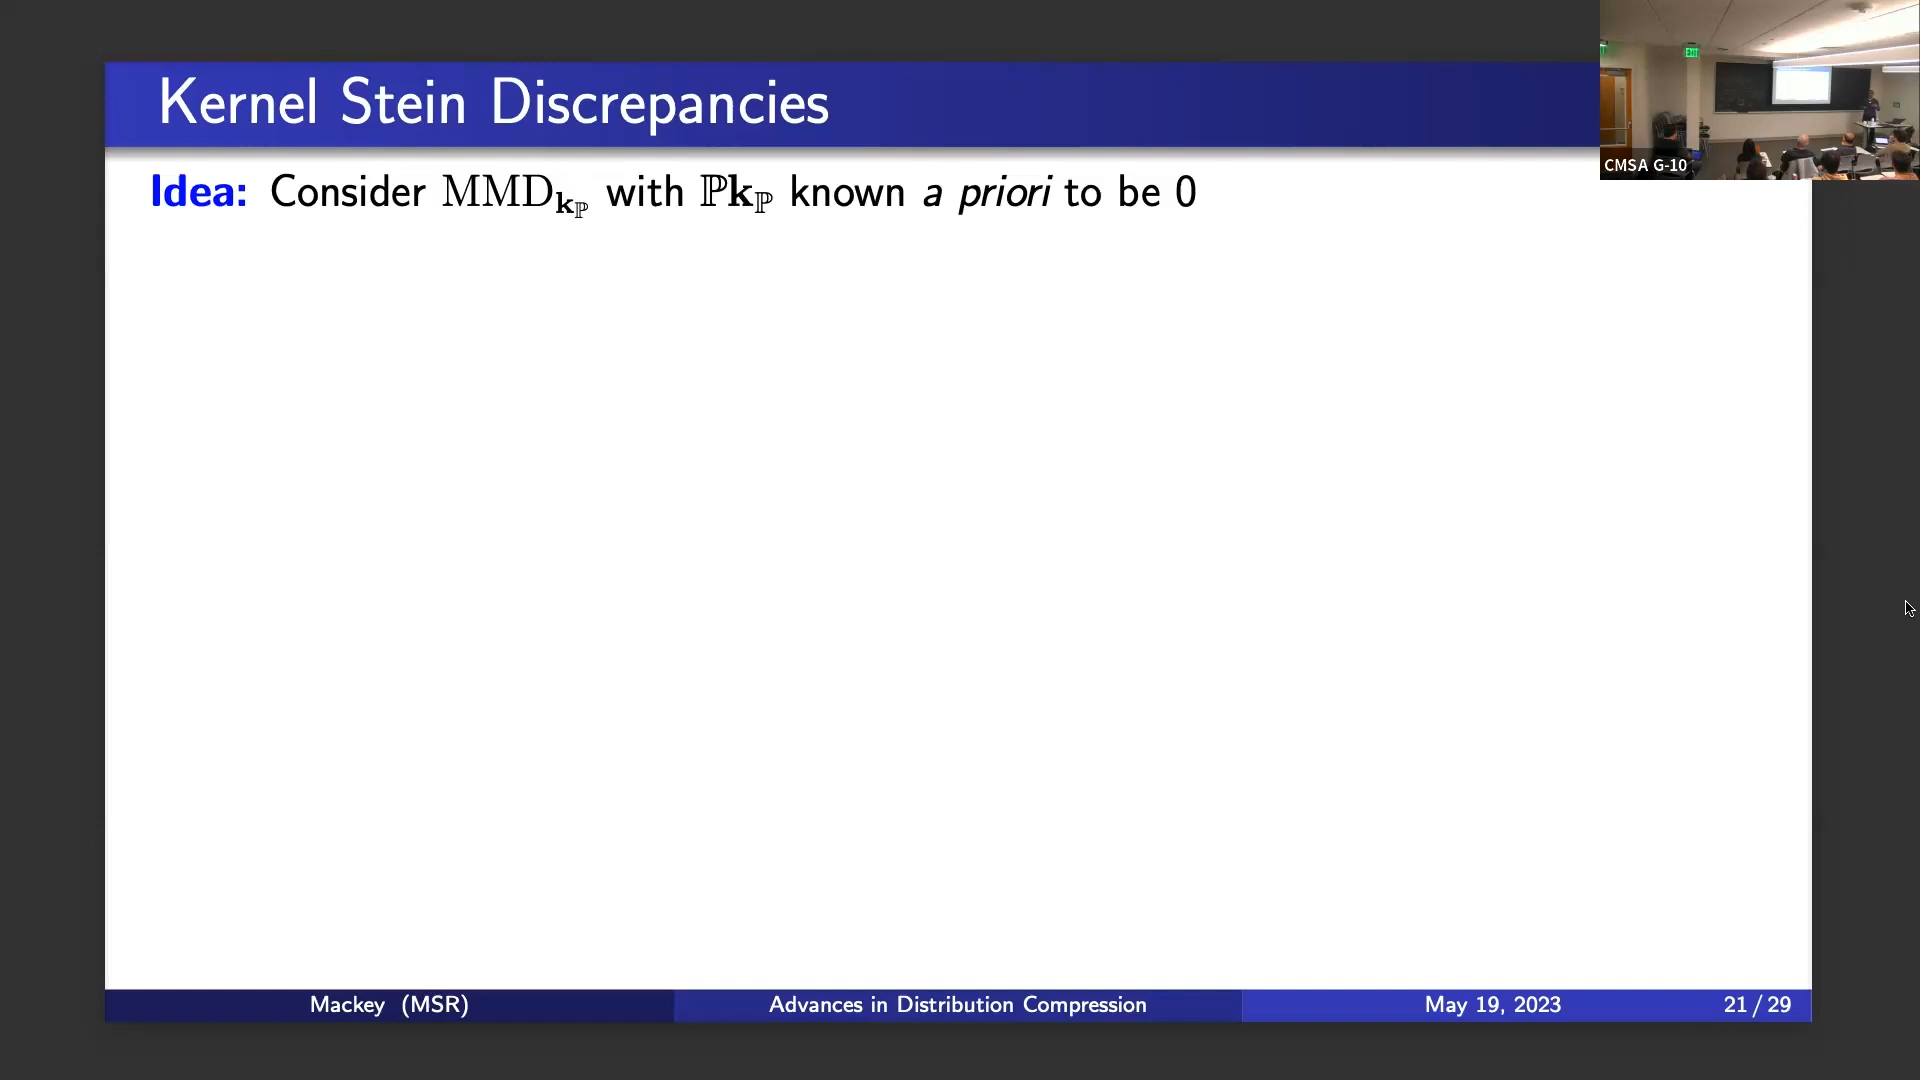 Kernel Stein Discrepancies
Idea: Consider MMD_{k_ℙ} with ℙk_ℙ known a priori to be 0
EXIT
CMSA G-10
Mackey (MSR)
Advances in Distribution Compression
May 19, 2023
21 / 29